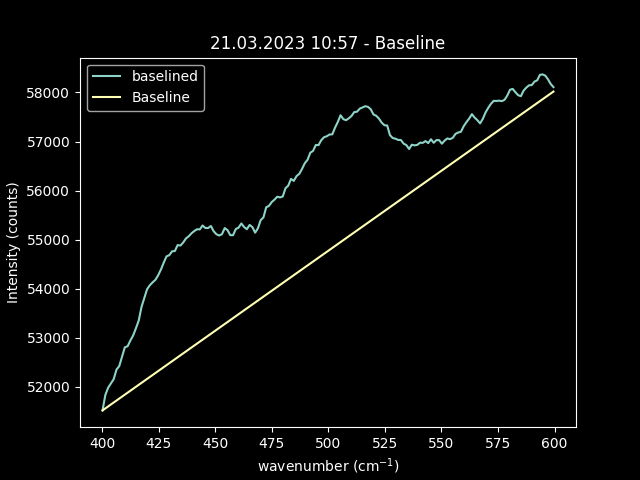 21.03.2023 10:57 - Baseline
baselined
Baseline
58000
57000
56000
55000
54000
53000
52000
Intensity (counts)
400 425 450 475 500 525 550 575 600
wavenumber (cm⁻¹)